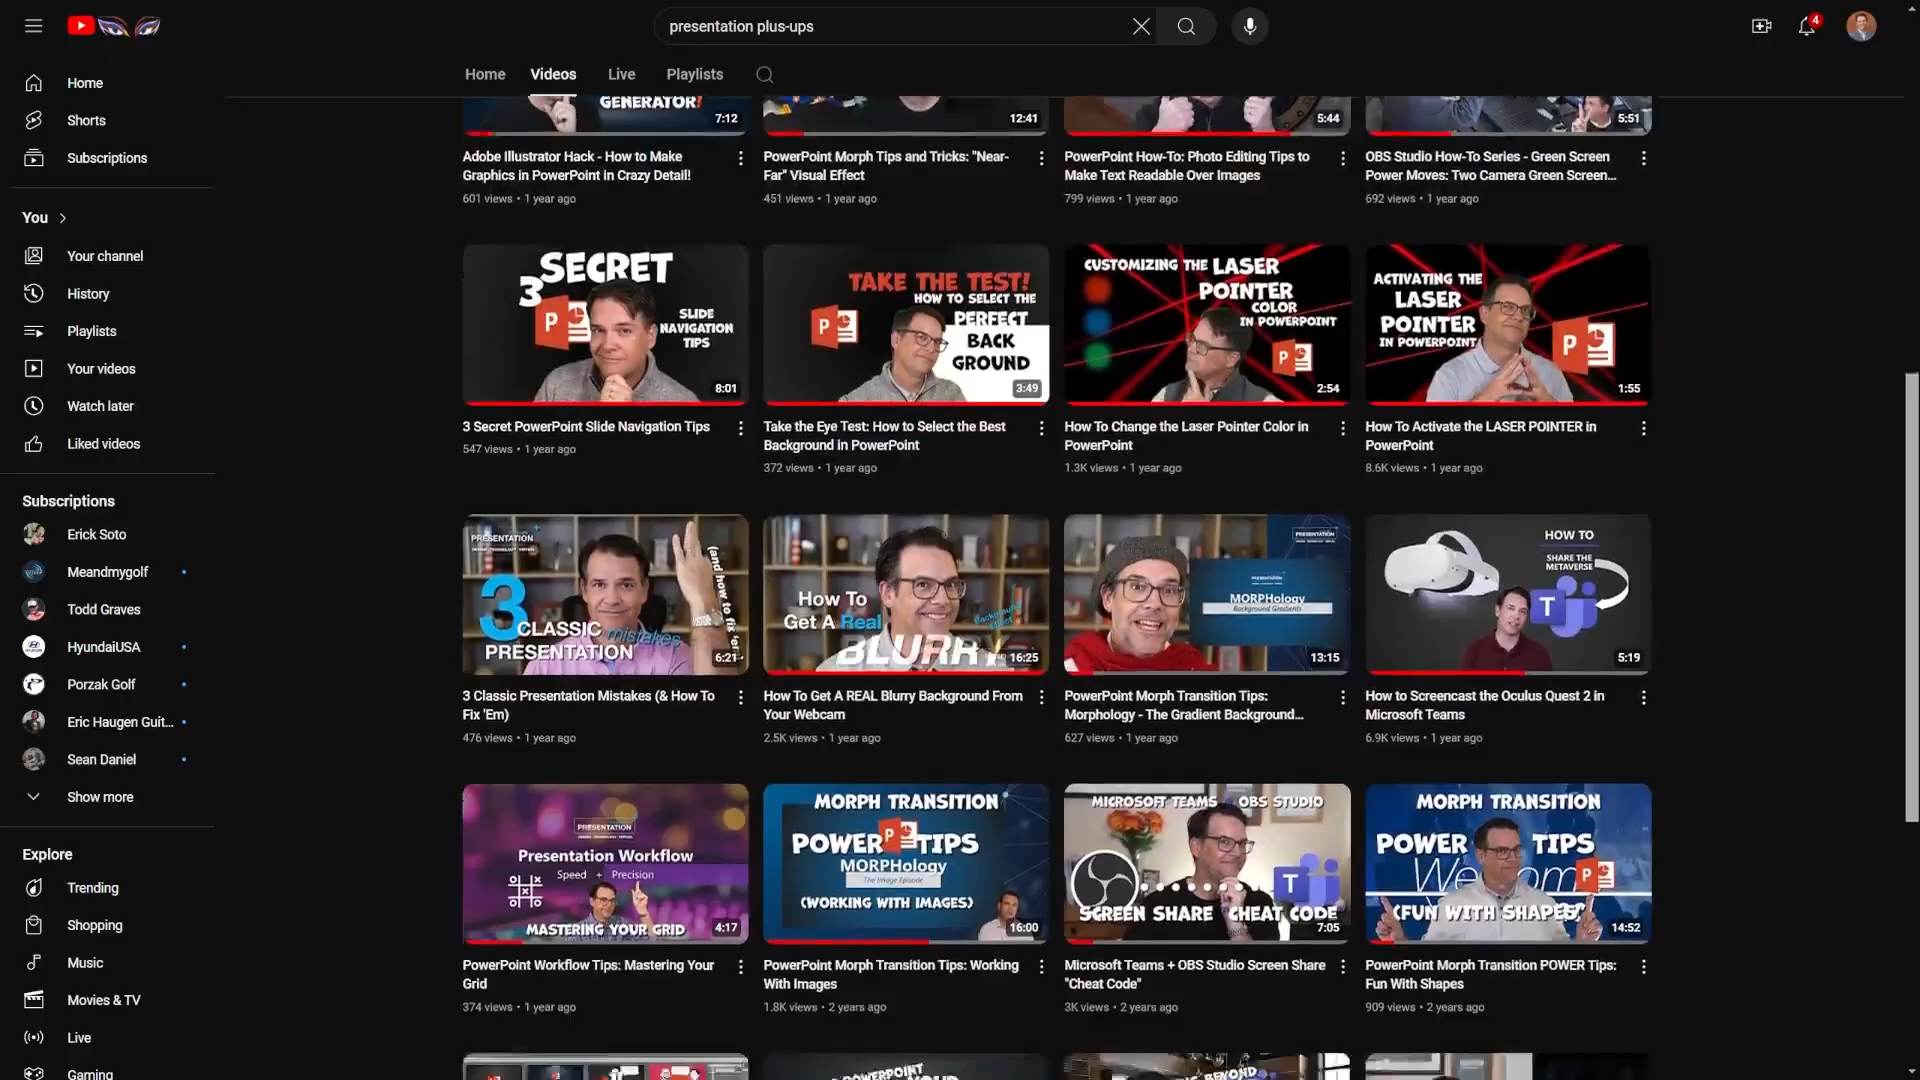 presentation plus-ups
4
Home
Videos
Live
Playlists
Home
Shorts
Subscriptions
You
Your channel
History
Playlists
Your videos
Watch later
Liked videos
Subscriptions
Erick Soto
Meandmygolf
Todd Graves
HyundaiUSA
Porzak Golf
Eric Haugen Guit...
Sean Daniel
Show more
Explore
Trending
Shopping
Music
Movies & TV
Live
Gaming
GENERATOR!
7:12
12:41
5:44
5:51
Adobe Illustrator Hack - How to Make
Graphics in PowerPoint in Crazy Detail!
601 views • 1 year ago
PowerPoint Morph Tips and Tricks: "Near-
Far" Visual Effect
451 views • 1 year ago
PowerPoint How-To: Photo Editing Tips to
Make Text Readable Over Images
799 views • 1 year ago
OBS Studio How-To Series - Green Screen
Power Moves: Two Camera Green Screen...
692 views • 1 year ago
3 SECRET
P
SLIDE
NAVIGATION
TIPS
8:01
TAKE THE TEST!
HOW TO SELECT THE
PERFECT
P
BACK
GROUND
3:49
CUSTOMIZING THE LASER
POINTER
COLOR
IN POWERPOINT
P
2:54
ACTIVATING THE
LASER
POINTER
IN POWERPOINT
P
1:55
3 Secret PowerPoint Slide Navigation Tips
547 views • 1 year ago
Take the Eye Test: How to Select the Best
Background in PowerPoint
372 views • 1 year ago
How To Change the Laser Pointer Color in
PowerPoint
1.3K views • 1 year ago
How To Activate the LASER POINTER in
PowerPoint
8.6K views • 1 year ago
PRESENTATION
3
CLASSIC mistakes
PRESENTATION
(and how to fix 'em)
6:21
How To
Get A Real
Background
Effect
BLURRY
16:25
PRESENTATION
PRESENTATION
MORPHology
Background Gradients
13:15
HOW TO
SHARE THE
METAVERSE
T
5:19
3 Classic Presentation Mistakes (& How To
Fix 'Em)
476 views • 1 year ago
How To Get A REAL Blurry Background From
Your Webcam
2.5K views • 1 year ago
PowerPoint Morph Transition Tips:
Morphology - The Gradient Background...
627 views • 1 year ago
How to Screencast the Oculus Quest 2 in
Microsoft Teams
6.9K views • 1 year ago
PRESENTATION
Presentation Workflow
Speed + Precision
MASTERING YOUR GRID
4:17
MORPH TRANSITION
POWER P TIPS
MORPHology
The Image Episode
(WORKING WITH IMAGES)
16:00
MICROSOFT TEAMS OBS STUDIO
T
SCREEN SHARE CHEAT CODE
7:05
MORPH TRANSITION
POWER TIPS
Welcome
P
(FUN WITH SHAPES)
14:52
PowerPoint Workflow Tips: Mastering Your
Grid
374 views • 1 year ago
PowerPoint Morph Transition Tips: Working
With Images
1.8K views • 2 years ago
Microsoft Teams + OBS Studio Screen Share
"Cheat Code"
3K views • 2 years ago
PowerPoint Morph Transition POWER Tips:
Fun With Shapes
909 views • 2 years ago
POWERPOINT
BEYOND